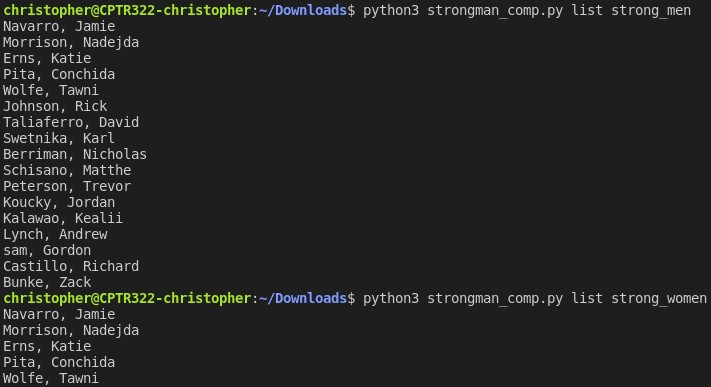 christopher@CPTR322-christopher:~/Downloads$ python3 strongman_comp.py list strong_men
Navarro, Jamie
Morrison, Nadejda
Erns, Katie
Pita, Conchida
Wolfe, Tawni
Johnson, Rick
Taliaferro, David
Swetnika, Karl
Berriman, Nicholas
Schisano, Matthe
Peterson, Trevor
Koucky, Jordan
Kalawao, Kealii
Lynch, Andrew
sam, Gordon
Castillo, Richard
Bunke, Zack
christopher@CPTR322-christopher:~/Downloads$ python3 strongman_comp.py list strong_women
Navarro, Jamie
Morrison, Nadejda
Erns, Katie
Pita, Conchida
Wolfe, Tawni